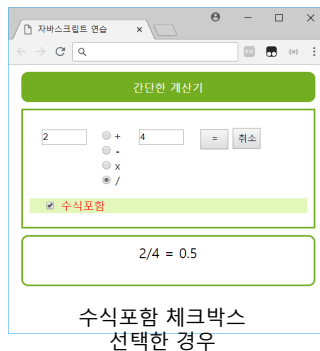 자바스크립트 연습
간단한 계산기
2 + 4 = 취소
-
x
/
수식포함
2/4 = 0.5
수식포함 체크박스
선택한 경우